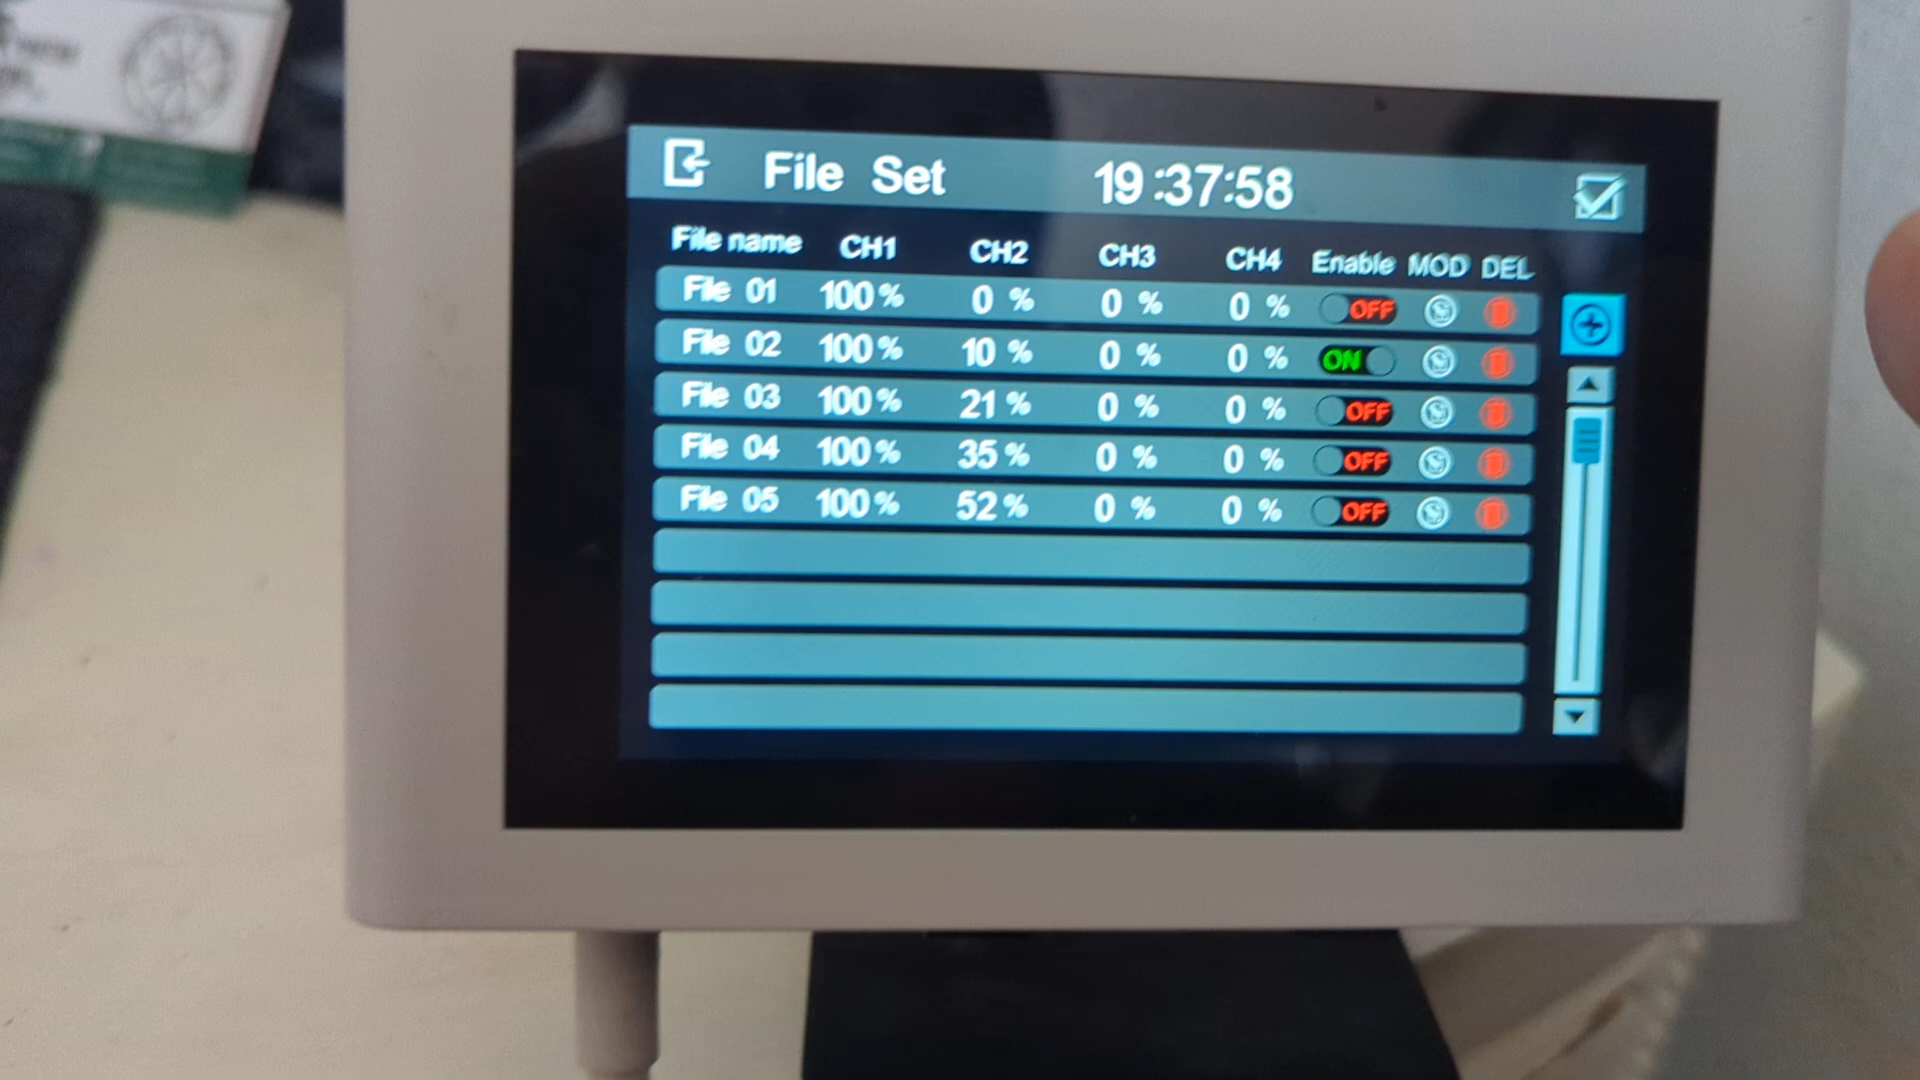 File Set 19:37:58
File name CH1 CH2 CH3 CH4 Enable MOD DEL
File 01 100% 0 % 0 % 0 % OFF
File 02 100% 10 % 0 % 0 % ON
File 03 100% 21 % 0 % 0 % OFF
File 04 100% 35 % 0 % 0 % OFF
File 05 100% 52 % 0 % 0 % OFF